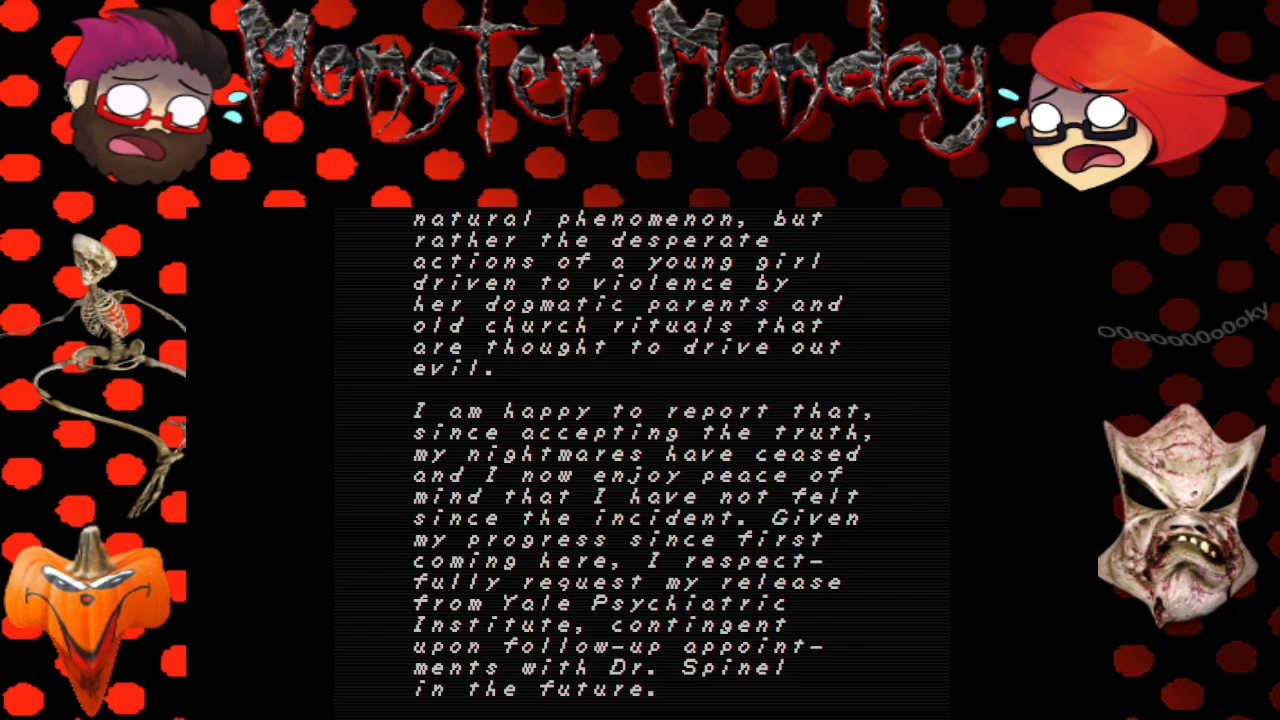 Monster Monday
natural phenomenon, but
rather the desperate
actions of a young girl
driven to violence by
her dogmatic parents and
old church rituals that
are thought to drive out
evil.
I am happy to report that,
since accepting the truth,
my nightmares have ceased
and I now enjoy peace of
mind that I have not felt
since the incident. Given
my progress since first
coming here, I respect-
fully request my release
from Yale Psychiatric
Institute, contingent
upon follow-up appoint-
ments with Dr. Spinel
in the future.